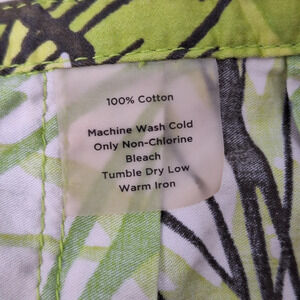 100% Cotton
Machine Wash Cold
Only Non-Chlorine
Bleach
Tumble Dry Low
Warm Iron